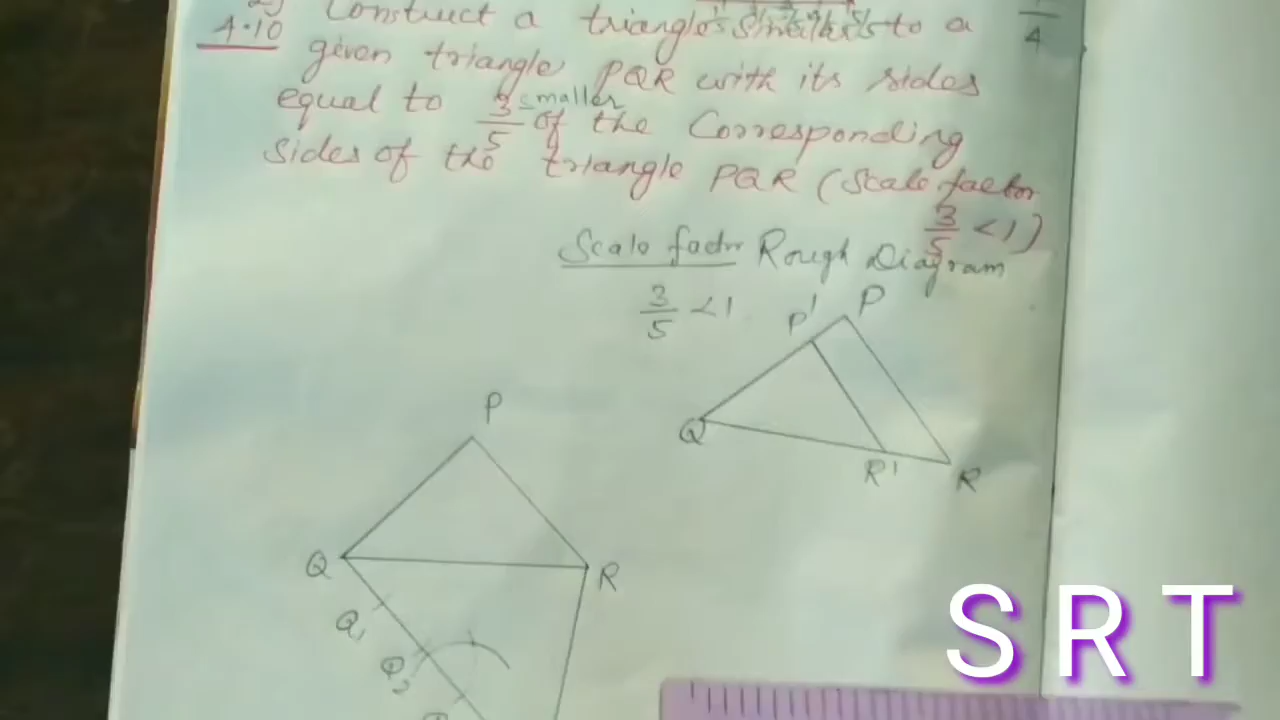 4.10
Construct a triangle similar to a
given triangle PQR with its sides
equal to 3/5 of the Corresponding
smaller
sides of the triangle PQR (Scale factor
3/5 < 1)
Scale factor Rough Diagram
3/5 < 1
P' P
Q
R' R
P
Q R
Q1
Q2
4
S R T